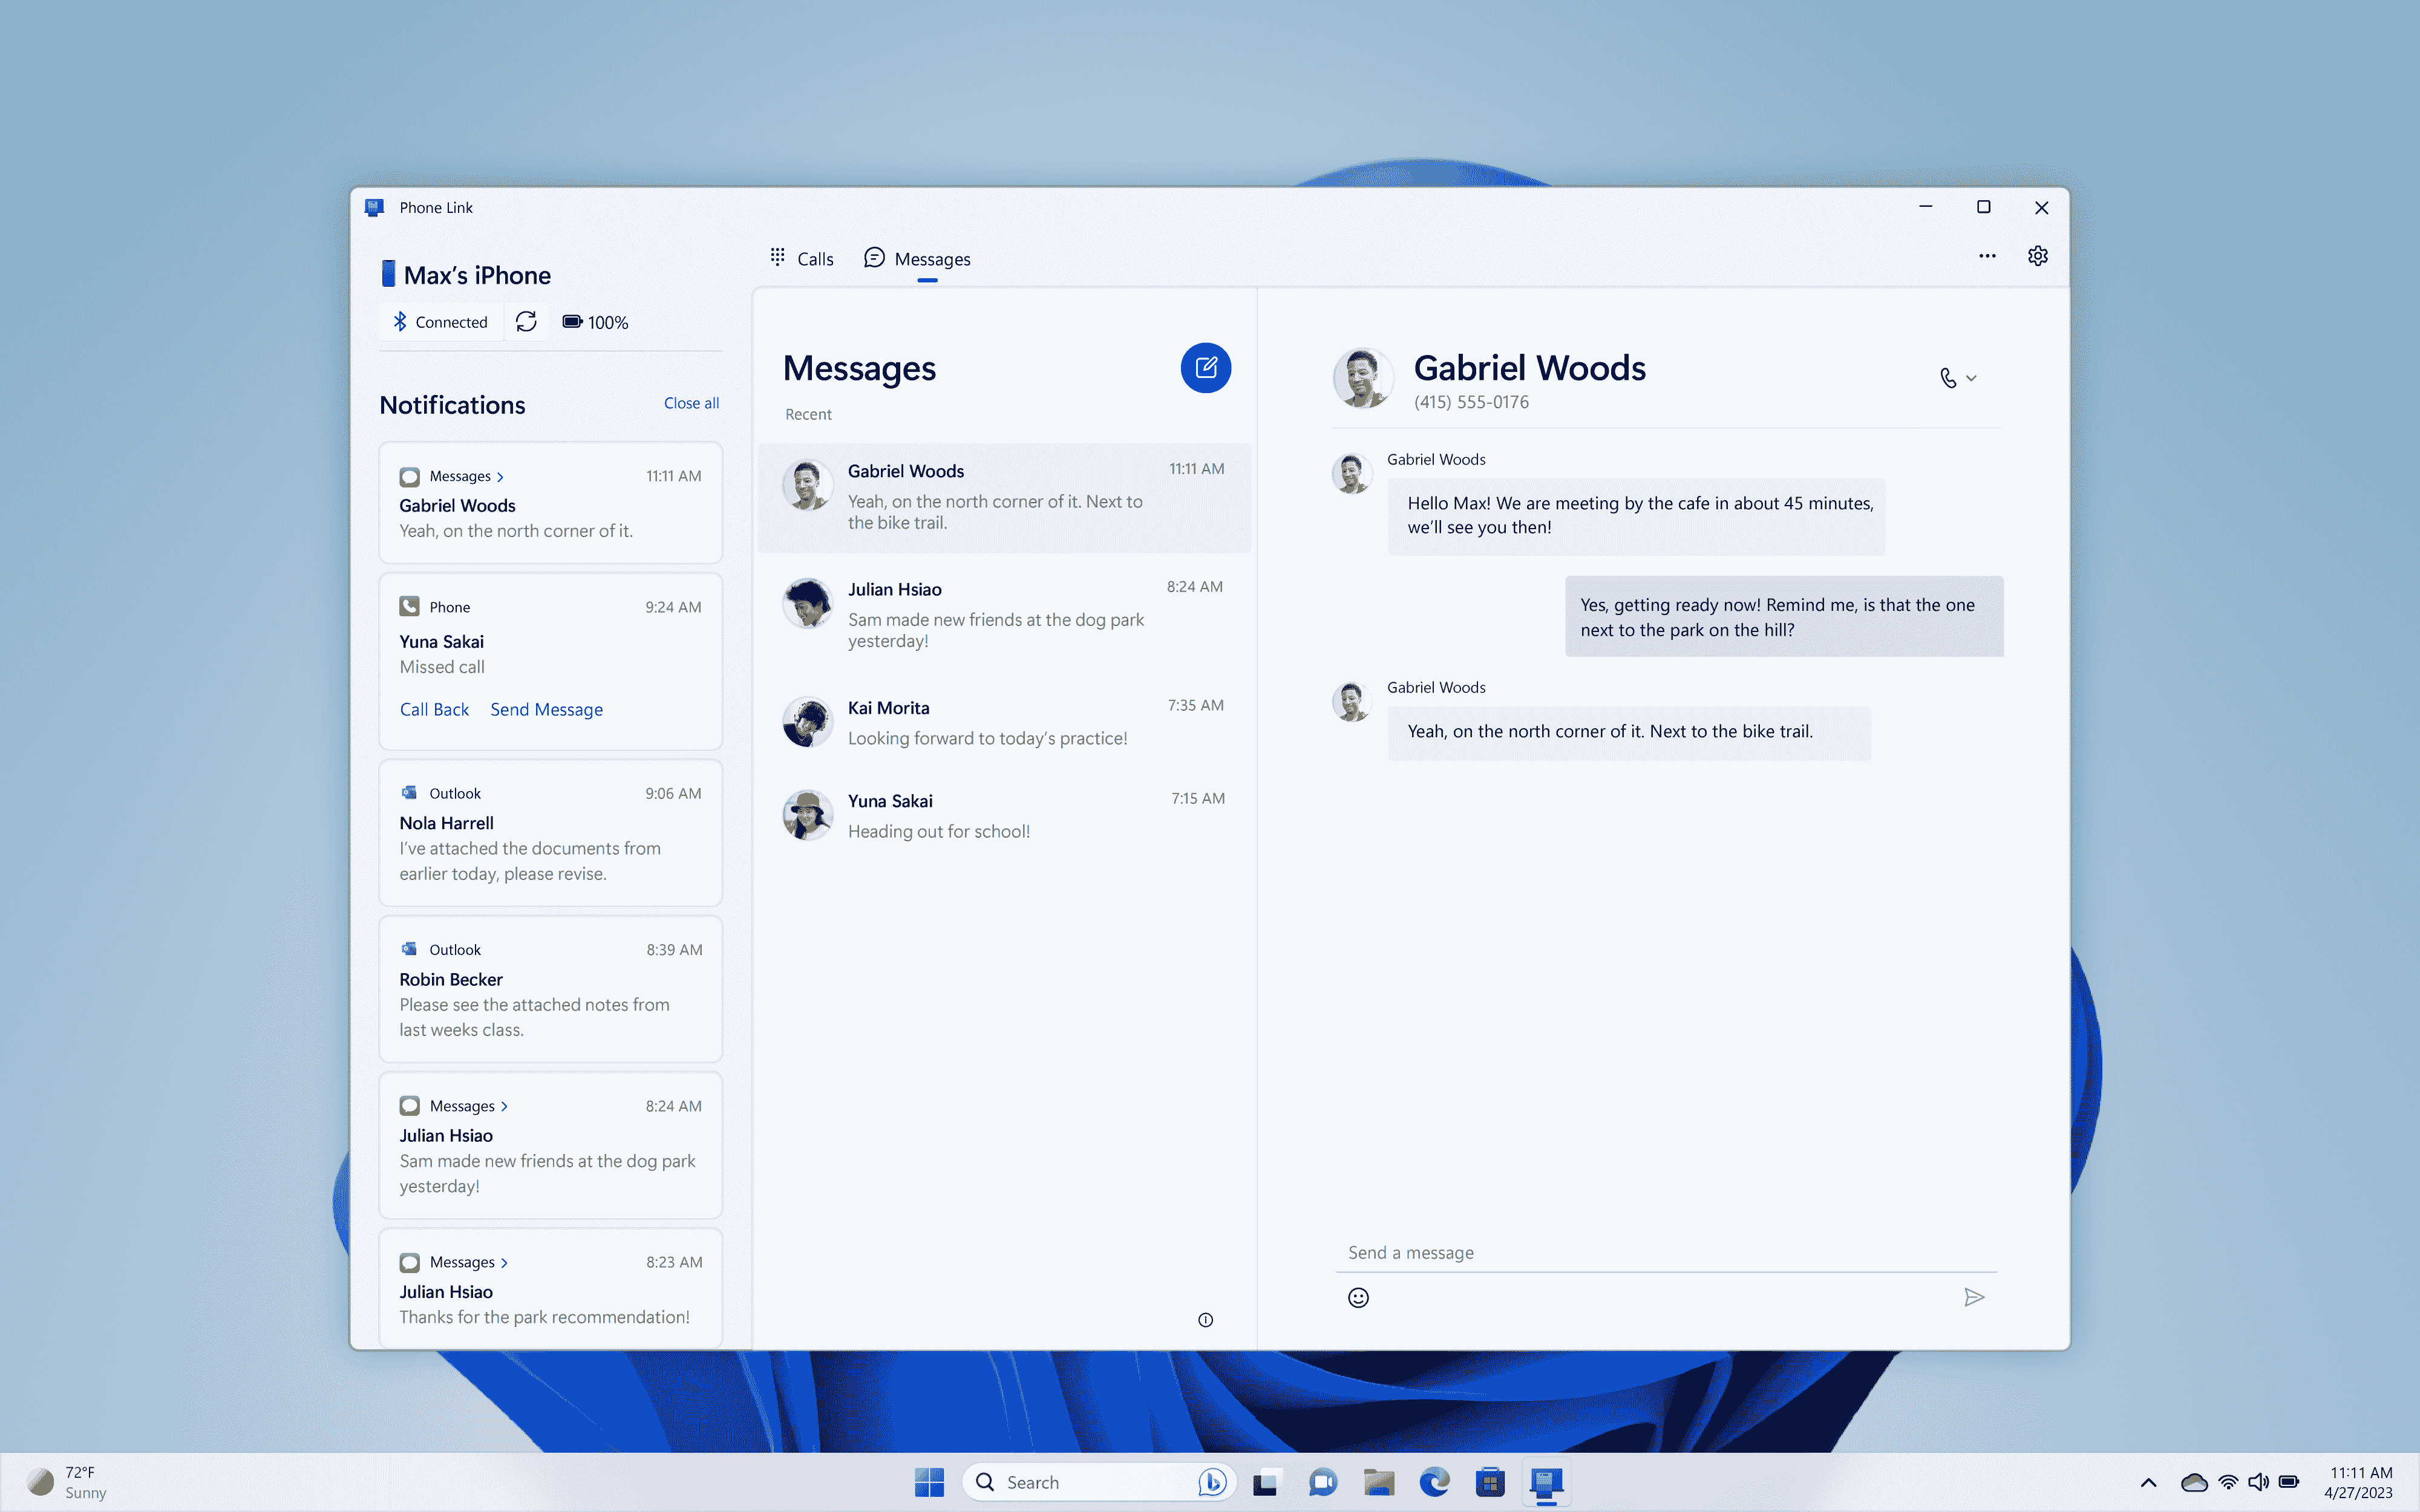 Phone Link
Max's iPhone
Connected
100%
Notifications
Close all
Messages
11:11 AM
Gabriel Woods
Yeah, on the north corner of it.
Phone
9:24 AM
Yuna Sakai
Missed call
Call Back
Send Message
Outlook
9:06 AM
Nola Harrell
I've attached the documents from
earlier today, please revise.
Outlook
8:39 AM
Robin Becker
Please see the attached notes from
last weeks class.
Messages
8:24 AM
Julian Hsiao
Sam made new friends at the dog park
yesterday!
Messages
8:23 AM
Julian Hsiao
Thanks for the park recommendation!
Calls
Messages
Messages
Recent
Gabriel Woods
11:11 AM
Yeah, on the north corner of it. Next to
the bike trail.
Julian Hsiao
8:24 AM
Sam made new friends at the dog park
yesterday!
Kai Morita
7:35 AM
Looking forward to today's practice!
Yuna Sakai
7:15 AM
Heading out for school!
Gabriel Woods
(415) 555-0176
Gabriel Woods
Hello Max! We are meeting by the cafe in about 45 minutes,
we'll see you then!
Yes, getting ready now! Remind me, is that the one
next to the park on the hill?
Gabriel Woods
Yeah, on the north corner of it. Next to the bike trail.
Send a message
72°F
Sunny
Search
11:11 AM
4/27/2023